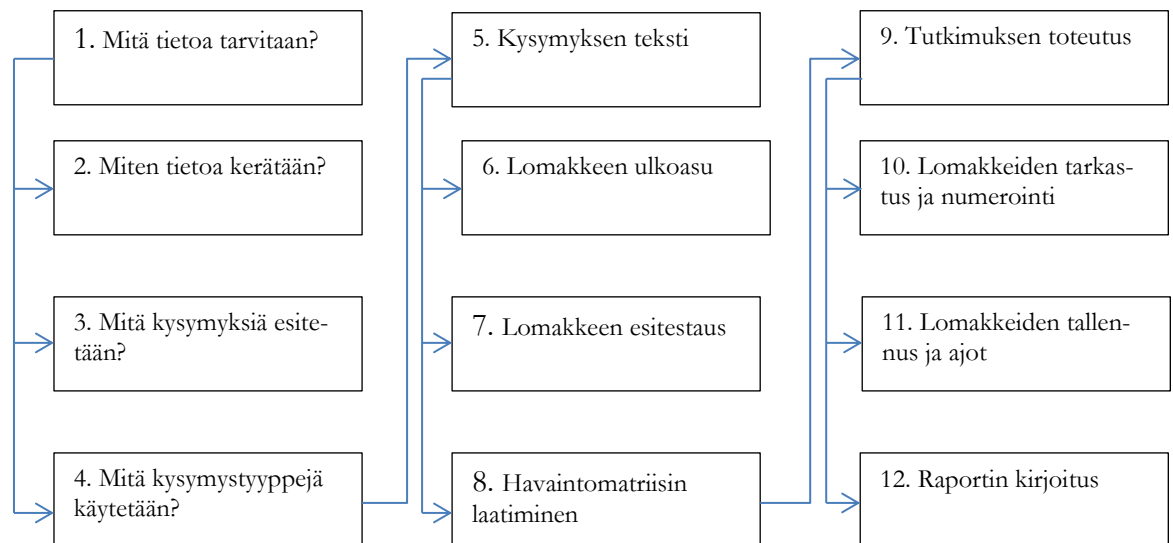 1. Mitä tietoa tarvitaan?
2. Miten tietoa kerätään?
3. Mitä kysymyksiä esite-
tään?
4. Mitä kysymystyyppejä
käytetään?
5. Kysymyksen teksti
6. Lomakkeen ulkoasu
7. Lomakkeen esitestaus
8. Havaintomatriisin
laatiminen
9. Tutkimuksen toteutus
10. Lomakkeiden tarkas-
tus ja numerointi
11. Lomakkeiden tallen-
nus ja ajot
12. Raportin kirjoitus